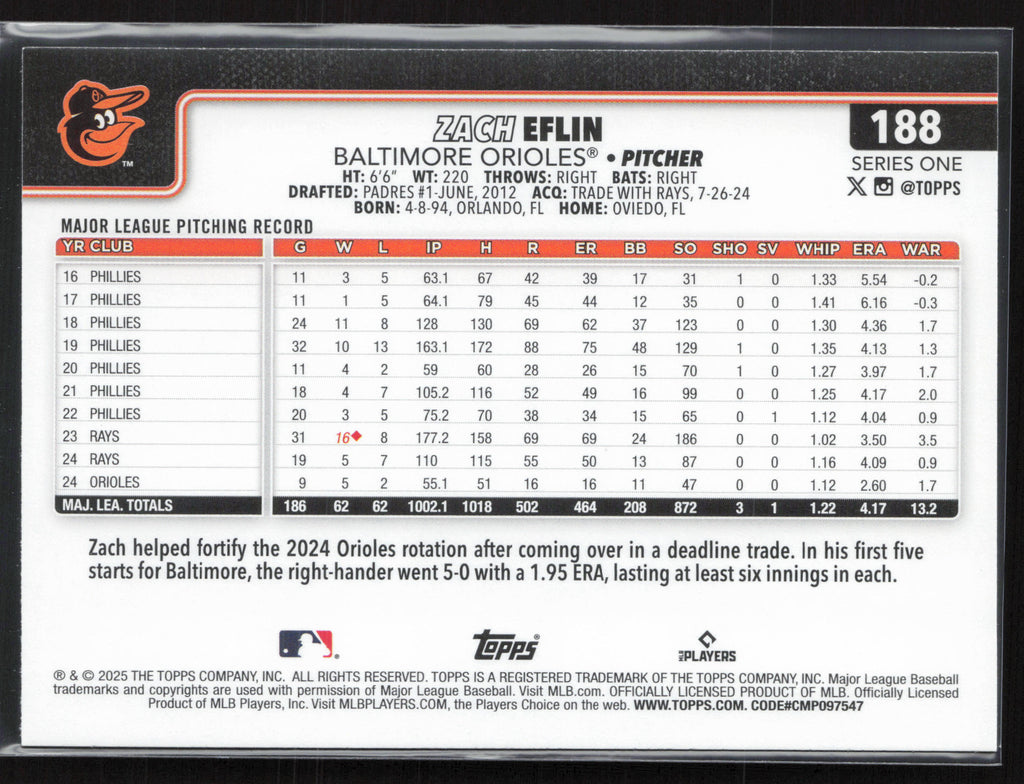 ZACH EFLIN
188
BALTIMORE ORIOLES® • PITCHER
SERIES ONE
HT: 6'6" WT: 220 THROWS: RIGHT BATS: RIGHT
@TOPPS
DRAFTED: PADRES #1-JUNE, 2012 ACQ: TRADE WITH RAYS, 7-26-24
BORN: 4-8-94, ORLANDO, FL HOME: OVIEDO, FL
TM
MAJOR LEAGUE PITCHING RECORD
YR CLUB G W L IP H R ER BB SO SHO SV WHIP ERA WAR
16 PHILLIES 11 3 5 63.1 67 42 39 17 31 1 0 1.33 5.54 -0.2
17 PHILLIES 11 1 5 64.1 79 45 44 12 35 0 0 1.41 6.16 -0.3
18 PHILLIES 24 11 8 128 130 69 62 37 123 0 0 1.30 4.36 1.7
19 PHILLIES 32 10 13 163.1 172 88 75 48 129 1 0 1.35 4.13 1.3
20 PHILLIES 11 4 2 59 60 28 26 15 70 1 0 1.27 3.97 1.7
21 PHILLIES 18 4 7 105.2 116 52 49 16 99 0 0 1.25 4.17 2.0
22 PHILLIES 20 3 5 75.2 70 38 34 15 65 0 1 1.12 4.04 0.9
23 RAYS 31 16◆ 8 177.2 158 69 69 24 186 0 0 1.02 3.50 3.5
24 RAYS 19 5 7 110 115 55 50 13 87 0 0 1.16 4.09 0.9
24 ORIOLES 9 5 2 55.1 51 16 16 11 47 0 0 1.12 2.60 1.7
MAJ. LEA. TOTALS 186 62 62 1002.1 1018 502 464 208 872 3 1 1.22 4.17 13.2
Zach helped fortify the 2024 Orioles rotation after coming over in a deadline trade. In his first five
starts for Baltimore, the right-hander went 5-0 with a 1.95 ERA, lasting at least six innings in each.
Topps®
MLB PLAYERS
® & © 2025 THE TOPPS COMPANY, INC. ALL RIGHTS RESERVED. TOPPS IS A REGISTERED TRADEMARK OF THE TOPPS COMPANY, INC. Major League Baseball
trademarks and copyrights are used with permission of Major League Baseball. Visit MLB.com. OFFICIALLY LICENSED PRODUCT OF MLB. Officially Licensed
Product of MLB Players, Inc. Visit MLBPLAYERS.COM, the Players Choice on the web. WWW.TOPPS.COM. CODE#CMP097547